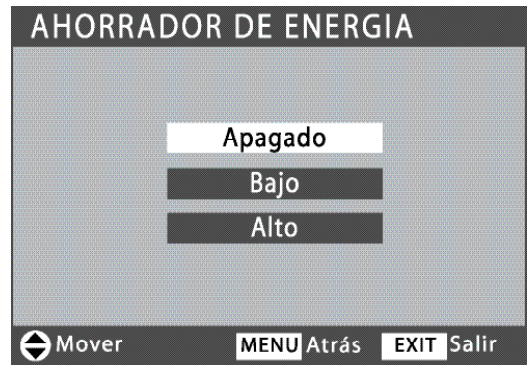 AHORRADOR DE ENERGIA
Apagado
Bajo
Alto
Mover MENU Atrás EXIT Salir